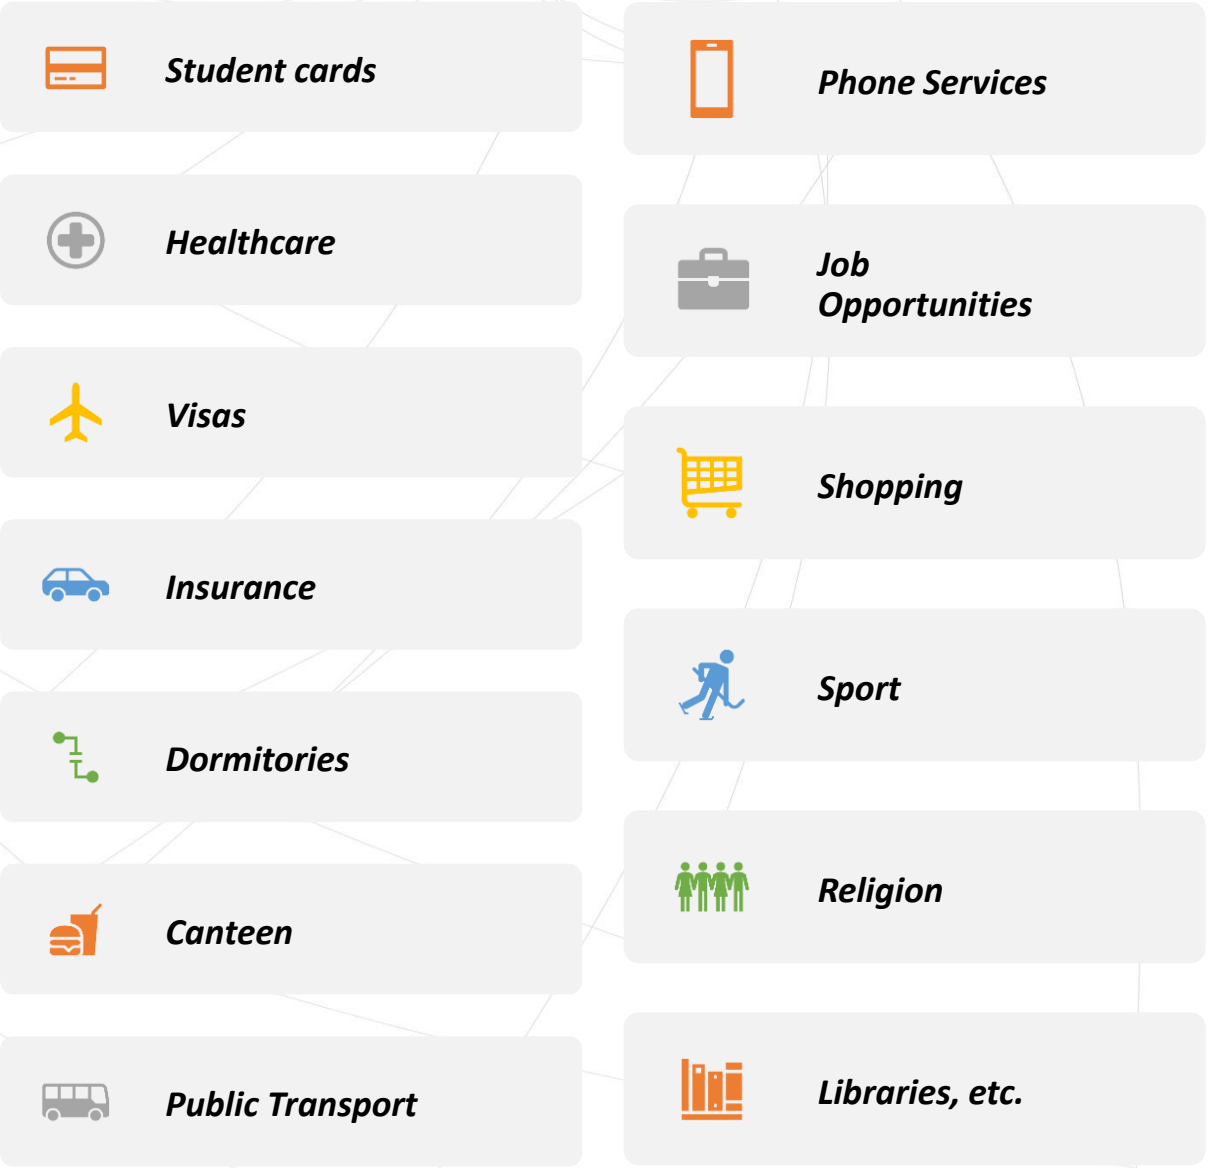 Student cards
Healthcare
Visas
Insurance
Dormitories
Canteen
Public Transport
Phone Services
Job
Opportunities
Shopping
Sport
Religion
Libraries, etc.